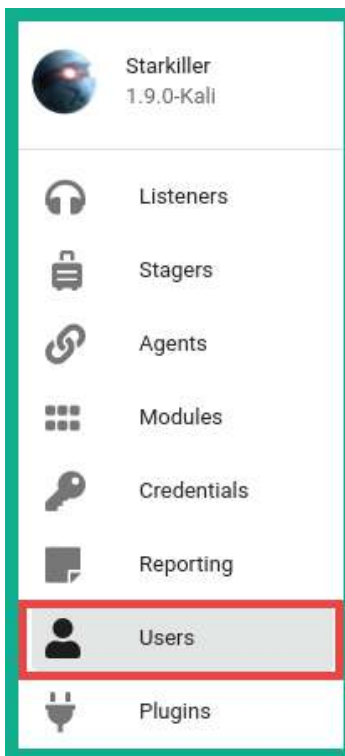 Starkiller
1.9.0-Kali
Listeners
Stagers
Agents
Modules
Credentials
Reporting
Users
Plugins